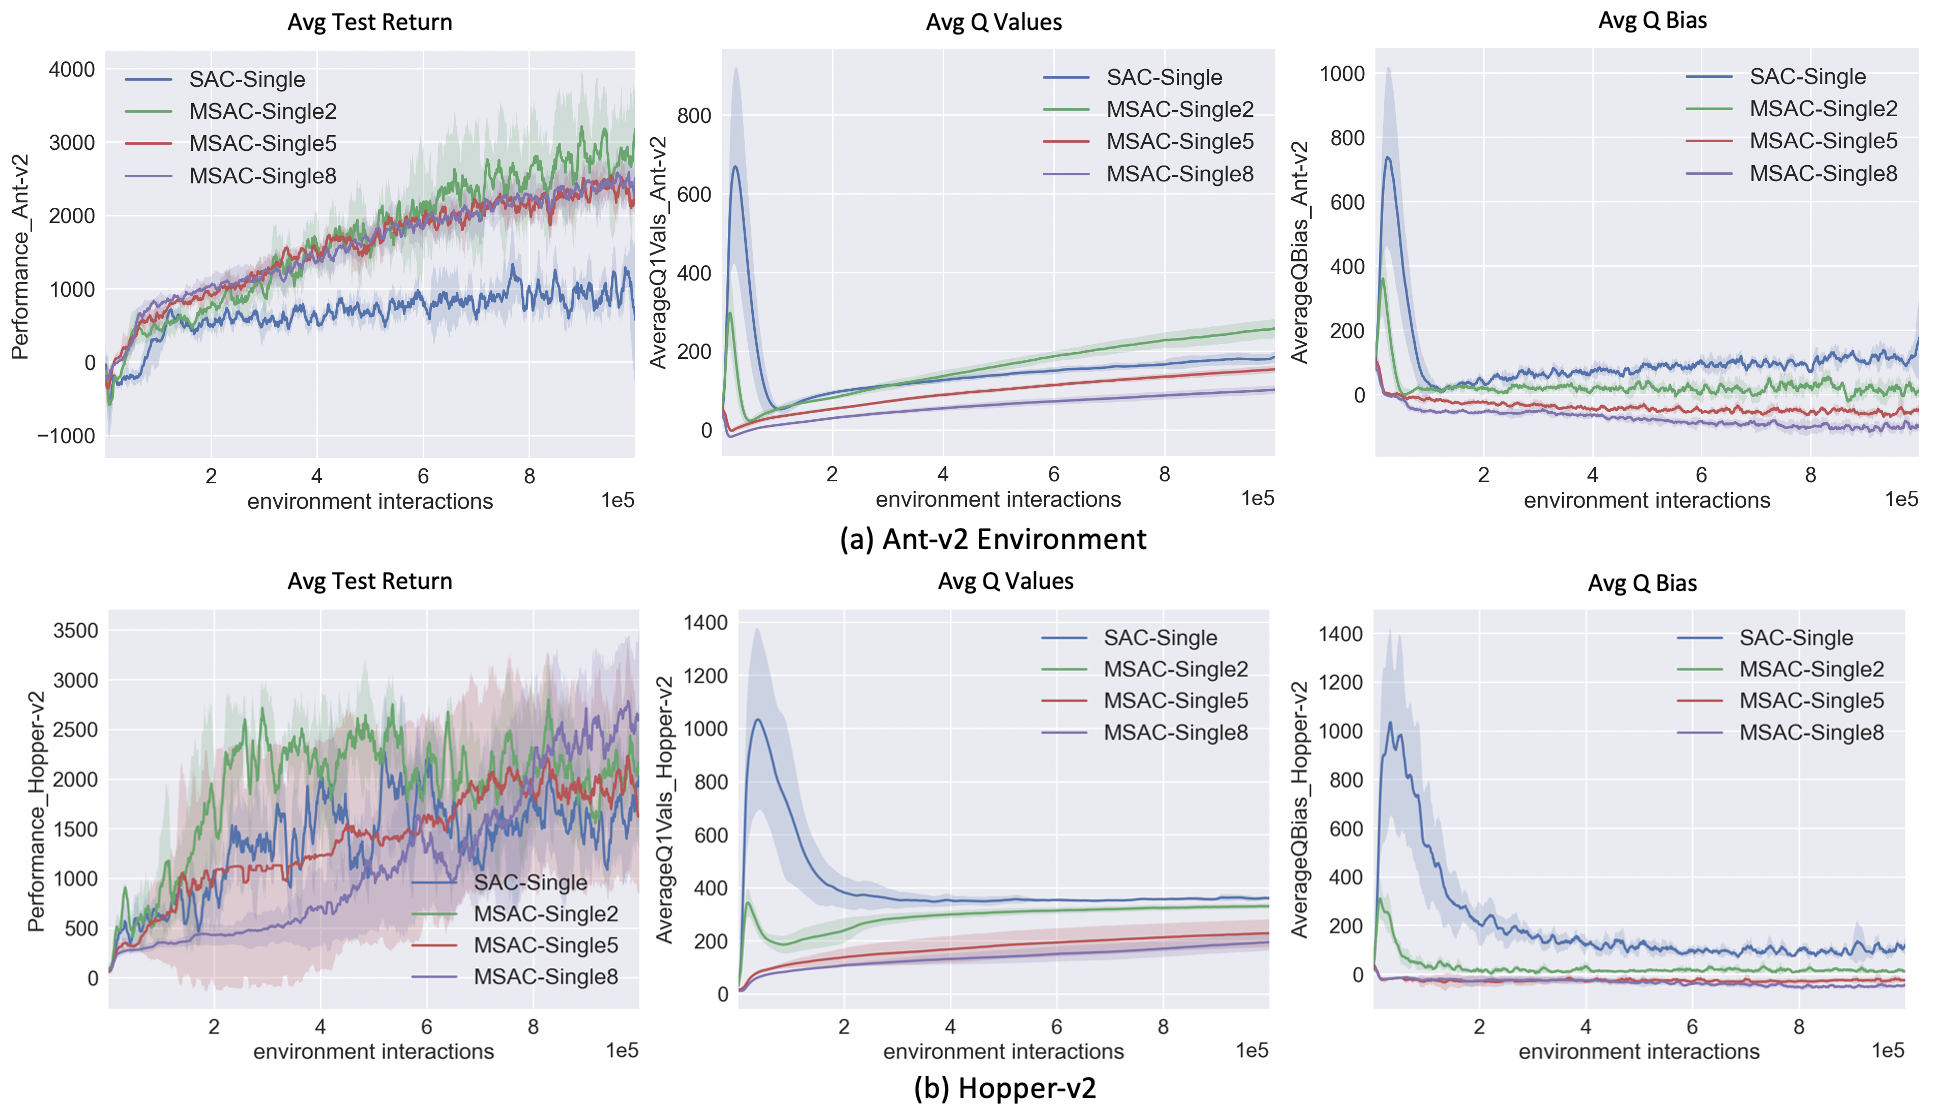 Avg Test Return
Avg Q Values
Avg Q Bias
Performance_Ant-v2
4000
3000
2000
1000
0
−1000
SAC-Single
MSAC-Single2
MSAC-Single5
MSAC-Single8
2 4 6 8
1e5
environment interactions
AverageQ1Vals_Ant-v2
800
600
400
200
0
SAC-Single
MSAC-Single2
MSAC-Single5
MSAC-Single8
2 4 6 8
1e5
environment interactions
AverageQBias_Ant-v2
1000
800
600
400
200
0
SAC-Single
MSAC-Single2
MSAC-Single5
MSAC-Single8
2 4 6 8
1e5
environment interactions
(a) Ant-v2 Environment
Avg Test Return
Avg Q Values
Avg Q Bias
Performance_Hopper-v2
3500
3000
2500
2000
1500
1000
500
0
SAC-Single
MSAC-Single2
MSAC-Single5
MSAC-Single8
2 4 6 8
1e5
environment interactions
AverageQ1Vals_Hopper-v2
1400
1200
1000
800
600
400
200
0
SAC-Single
MSAC-Single2
MSAC-Single5
MSAC-Single8
2 4 6 8
1e5
environment interactions
AverageQBias_Hopper-v2
1400
1200
1000
800
600
400
200
0
SAC-Single
MSAC-Single2
MSAC-Single5
MSAC-Single8
2 4 6 8
1e5
environment interactions
(b) Hopper-v2